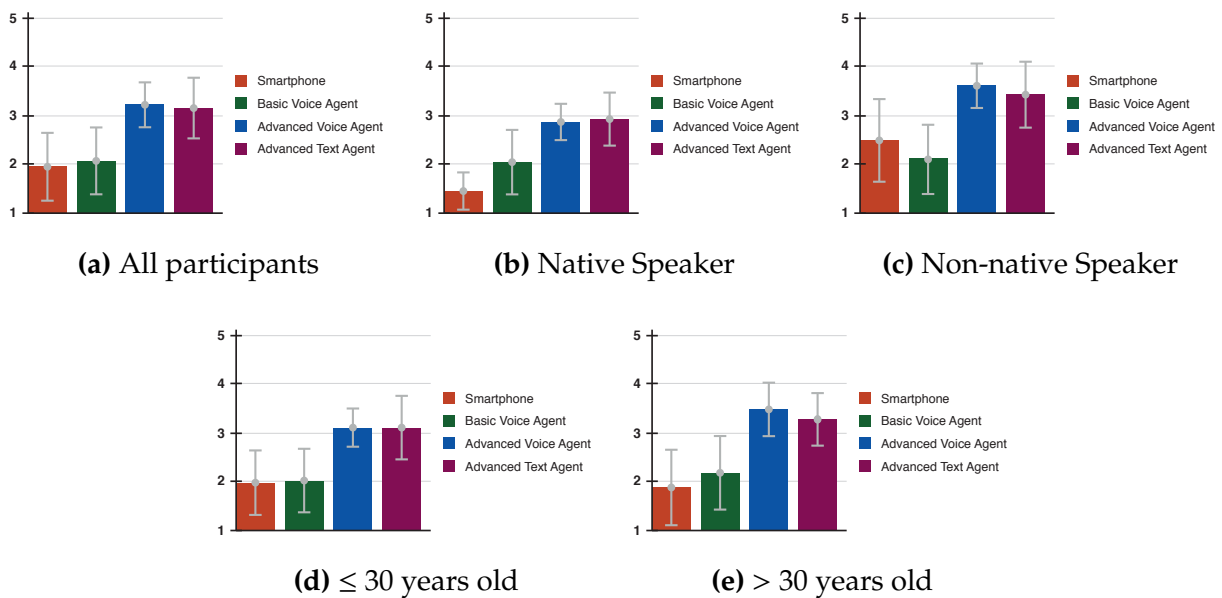 5
4
3
2
1
Smartphone
Basic Voice Agent
Advanced Voice Agent
Advanced Text Agent
(a) All participants
5
4
3
2
1
Smartphone
Basic Voice Agent
Advanced Voice Agent
Advanced Text Agent
(b) Native Speaker
5
4
3
2
1
Smartphone
Basic Voice Agent
Advanced Voice Agent
Advanced Text Agent
(c) Non-native Speaker
5
4
3
2
1
Smartphone
Basic Voice Agent
Advanced Voice Agent
Advanced Text Agent
(d) ≤ 30 years old
5
4
3
2
1
Smartphone
Basic Voice Agent
Advanced Voice Agent
Advanced Text Agent
(e) > 30 years old